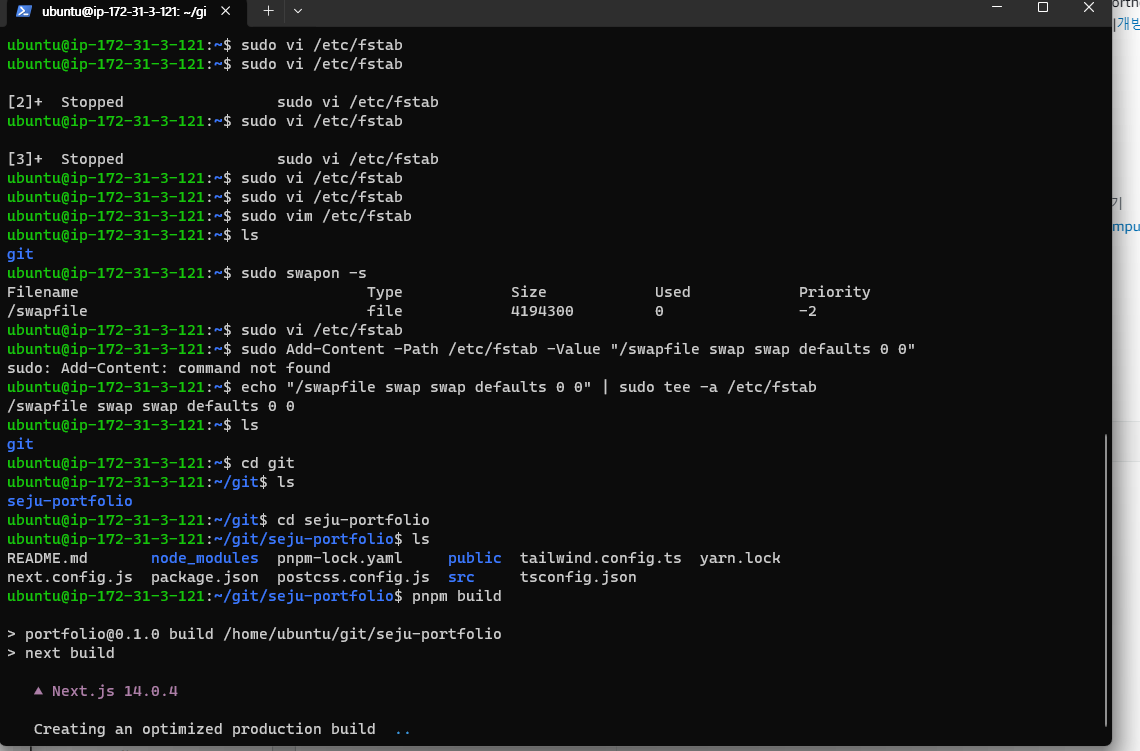 ubuntu@ip-172-31-3-121: ~/gi
ubuntu@ip-172-31-3-121:~$ sudo vi /etc/fstab
ubuntu@ip-172-31-3-121:~$ sudo vi /etc/fstab
[2]+  Stopped                 sudo vi /etc/fstab
ubuntu@ip-172-31-3-121:~$ sudo vi /etc/fstab
[3]+  Stopped                 sudo vi /etc/fstab
ubuntu@ip-172-31-3-121:~$ sudo vi /etc/fstab
ubuntu@ip-172-31-3-121:~$ sudo vi /etc/fstab
ubuntu@ip-172-31-3-121:~$ sudo vim /etc/fstab
ubuntu@ip-172-31-3-121:~$ ls
git
ubuntu@ip-172-31-3-121:~$ sudo swapon -s
Filename                                Type            Size            Used            Priority
/swapfile                               file            4194300         0               -2
ubuntu@ip-172-31-3-121:~$ sudo vi /etc/fstab
ubuntu@ip-172-31-3-121:~$ sudo Add-Content -Path /etc/fstab -Value "/swapfile swap swap defaults 0 0"
sudo: Add-Content: command not found
ubuntu@ip-172-31-3-121:~$ echo "/swapfile swap swap defaults 0 0" | sudo tee -a /etc/fstab
/swapfile swap swap defaults 0 0
ubuntu@ip-172-31-3-121:~$ ls
git
ubuntu@ip-172-31-3-121:~$ cd git
ubuntu@ip-172-31-3-121:~/git$ ls
seju-portfolio
ubuntu@ip-172-31-3-121:~/git$ cd seju-portfolio
ubuntu@ip-172-31-3-121:~/git/seju-portfolio$ ls
README.md       node_modules  pnpm-lock.yaml     public  tailwind.config.ts  yarn.lock
next.config.js  package.json  postcss.config.js  src     tsconfig.json
ubuntu@ip-172-31-3-121:~/git/seju-portfolio$ pnpm build
> portfolio@0.1.0 build /home/ubuntu/git/seju-portfolio
> next build
▲ Next.js 14.0.4
Creating an optimized production build  ..